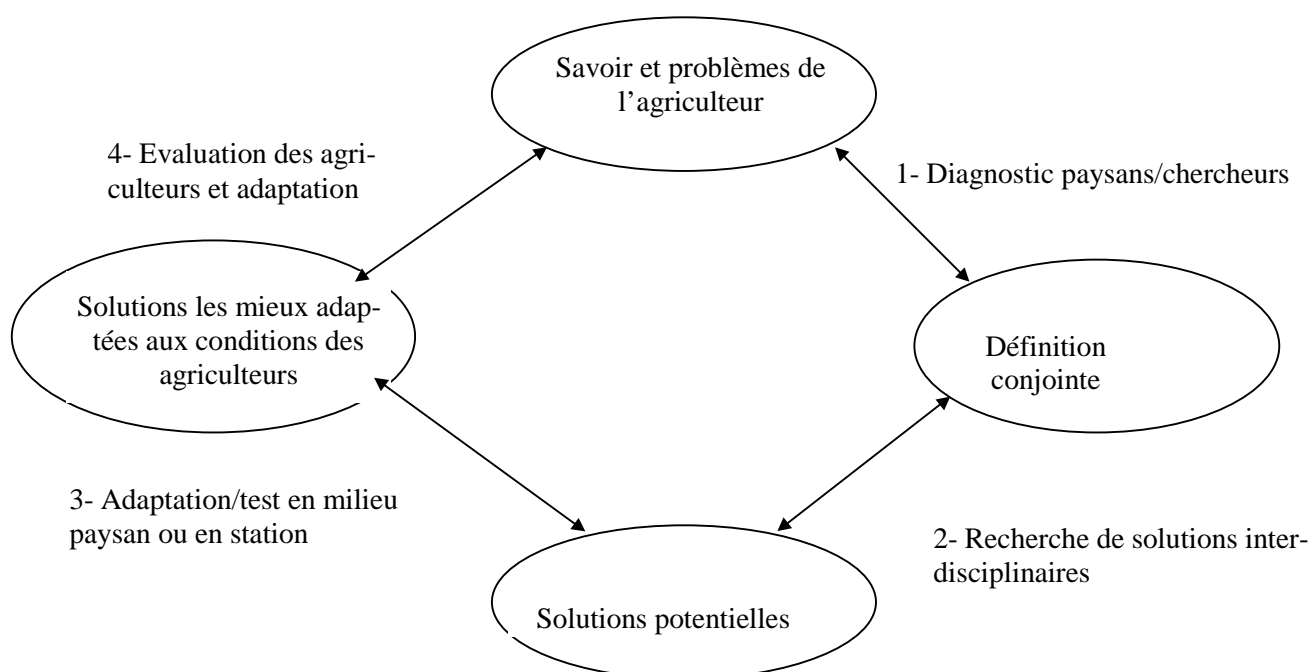 Savoir et problèmes de
l’agriculteur
4- Evaluation des agri-
culteurs et adaptation
1- Diagnostic paysans/chercheurs
Solutions les mieux adap-
tées aux conditions des
agriculteurs
Définition
conjointe
3- Adaptation/test en milieu
paysan ou en station
2- Recherche de solutions inter-
disciplinaires
Solutions potentielles